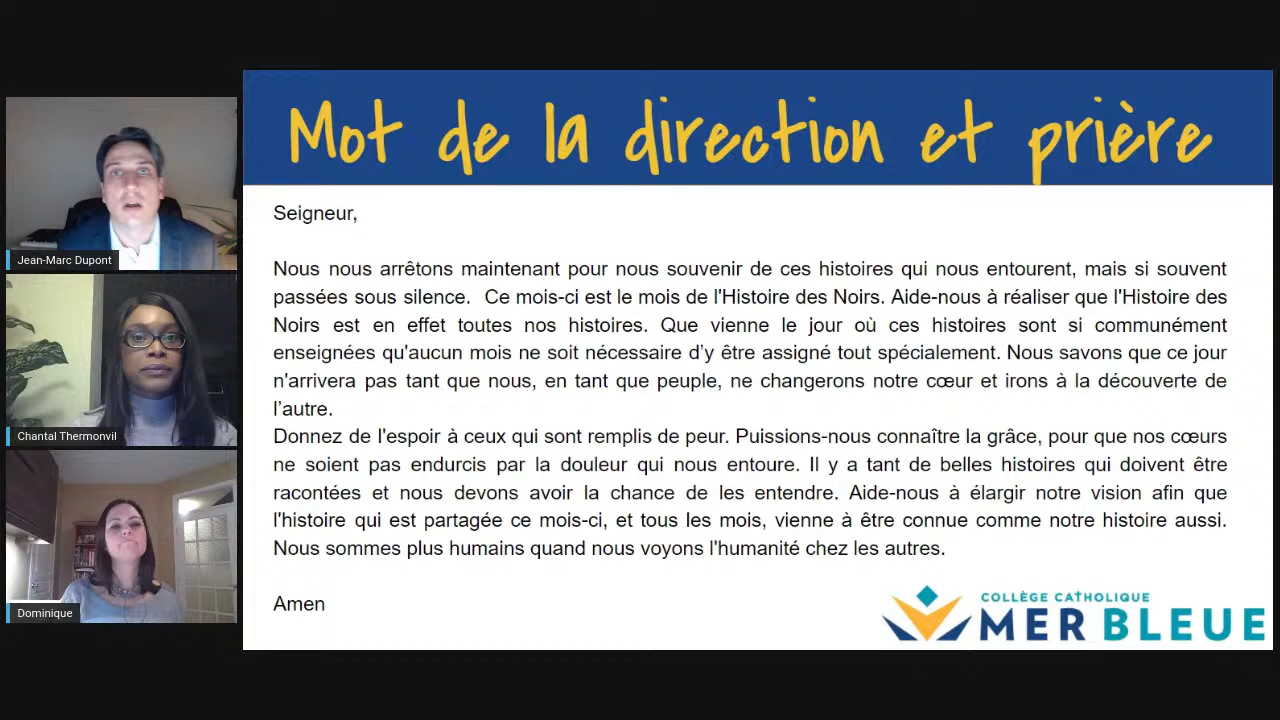 Mot de la direction et prière
Seigneur,
Nous nous arrêtons maintenant pour nous souvenir de ces histoires qui nous entourent, mais si souvent
passées sous silence.  Ce mois-ci est le mois de l'Histoire des Noirs. Aide-nous à réaliser que l'Histoire des
Noirs est en effet toutes nos histoires. Que vienne le jour où ces histoires sont si communément
enseignées qu'aucun mois ne soit nécessaire d’y être assigné tout spécialement. Nous savons que ce jour
n'arrivera pas tant que nous, en tant que peuple, ne changerons notre cœur et irons à la découverte de
l’autre.
Donnez de l'espoir à ceux qui sont remplis de peur. Puissions-nous connaître la grâce, pour que nos cœurs
ne soient pas endurcis par la douleur qui nous entoure. Il y a tant de belles histoires qui doivent être
racontées et nous devons avoir la chance de les entendre. Aide-nous à élargir notre vision afin que
l'histoire qui est partagée ce mois-ci, et tous les mois, vienne à être connue comme notre histoire aussi.
Nous sommes plus humains quand nous voyons l'humanité chez les autres.
Amen
COLLÈGE CATHOLIQUE
MER BLEUE
Jean-Marc Dupont
Chantal Thermonvil
Dominique